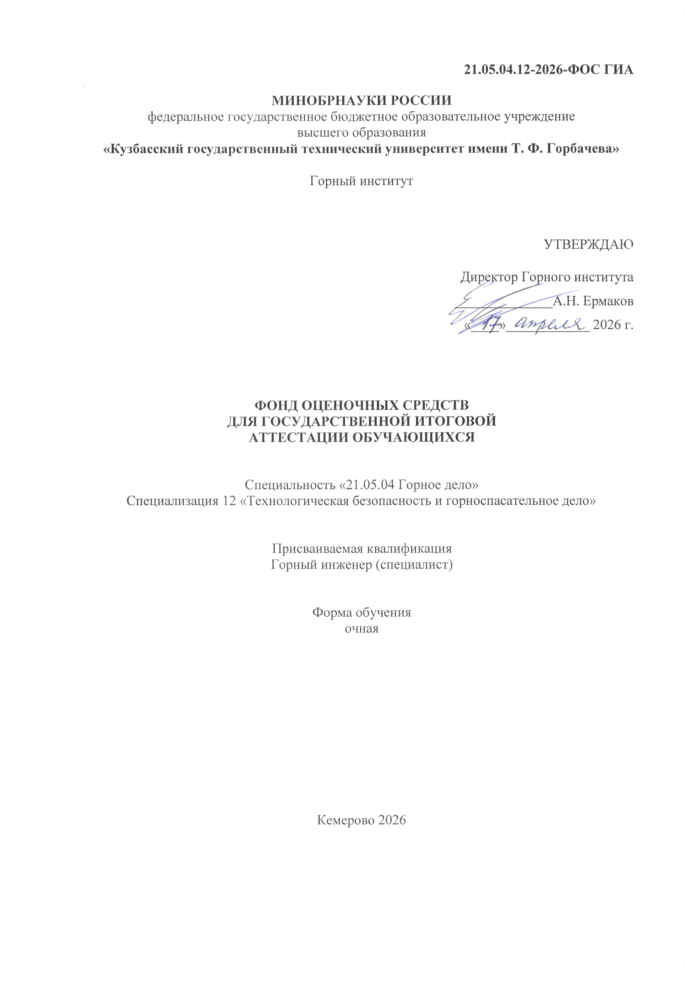 21.05.04.12-2026-ФОС ГИА
МИНОБРНАУКИ РОССИИ
федеральное государственное бюджетное образовательное учреждение
высшего образования
«Кузбасский государственный технический университет имени Т. Ф. Горбачева»
Горный институт
УТВЕРЖДАЮ
Директор Горного института
______________А.Н. Ермаков
«17» апреля 2026 г.
ФОНД ОЦЕНОЧНЫХ СРЕДСТВ
ДЛЯ ГОСУДАРСТВЕННОЙ ИТОГОВОЙ
АТТЕСТАЦИИ ОБУЧАЮЩИХСЯ
Специальность «21.05.04 Горное дело»
Специализация 12 «Технологическая безопасность и горноспасательное дело»
Присваиваемая квалификация
Горный инженер (специалист)
Форма обучения
очная
Кемерово 2026